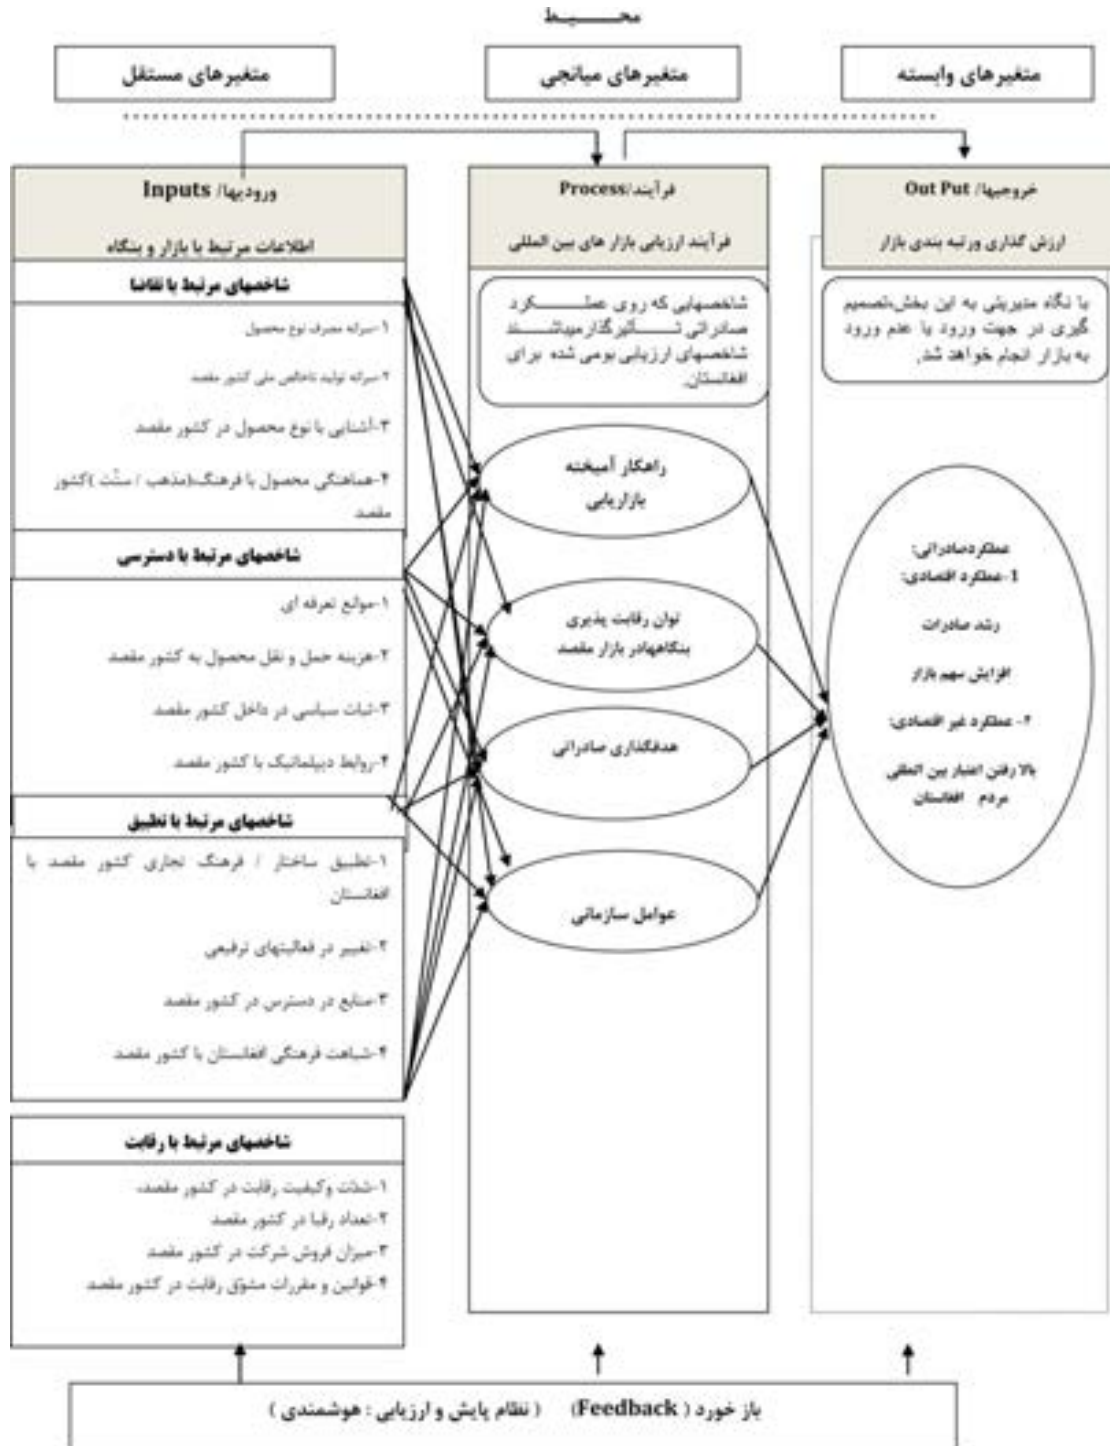 محـــــــیـــط
متغیرهای مستقل
متغیرهای میانجی
متغیرهای وابسته
ورودیها/ Inputs
اطلاعات مرتبط با بازار و بنگاه
شاخصهای مرتبط با تقاضا
۱-سرانه مصرف نوع محصول
۲-سرانه تولید ناخالص ملی کشور مقصد
۳-آشنایی با نوع محصول در کشور مقصد
۴-هماهنگی محصول با فرهنگ(مذهب / سنّت )کشور
مقصد
شاخصهای مرتبط با دسترسی
۱-موانع تعرفه ای
۲-هزینه حمل و نقل محصول به کشور مقصد
۳-ثبات سیاسی در داخل کشور مقصد
۴-روابط دیپلماتیک با کشور مقصد
شاخصهای مرتبط با تطبیق
۱-تطبیق ساختار / فرهنگ تجاری کشور مقصد با
افغانستان
۲-تغییر در فعالیتهای ترفیعی
۳-منابع در دسترس در کشور مقصد
۴-شباهت فرهنگی افغانستان با کشور مقصد
شاخصهای مرتبط با رقابت
۱-شدّت وکیفیت رقابت در کشور مقصد،
۲-تعداد رقبا در کشور مقصد
۳-میزان فروش شرکت در کشور مقصد
۴-قوانین و مقررات مشوّق رقابت در کشور مقصد
فرآیند/Process
فرآیند ارزیابی بازار های بین المللی
شاخصهایی که روی عملـــــکرد
صادراتی تـــــأثیرگذار میباشـــــند
شاخصهای ارزیابی بومی شده برای
افغانستان.
راهکار آمیخته
بازاریابی
توان رقابت پذیری
بنگاههادر بازار مقصد
هدفگذاری صادراتی
عوامل سازمانی
خروجیها/ Out Put
ارزش گذاری ورتبه بندی بازار
با نگاه مدیریتی به این بخش،تصمیم
گیری در جهت ورود یا عدم ورود
به بازار انجام خواهد شد.
عملکردصادراتی:
1-عملکرد اقتصادی:
رشد صادرات
افزایش سهم بازار
۲- عملکرد غیر اقتصادی:
بالا رفتن اعتبار بین المللی
مردم افغانستان
باز خورد ( Feedback) ( نظام پایش و ارزیابی : هوشمندی )